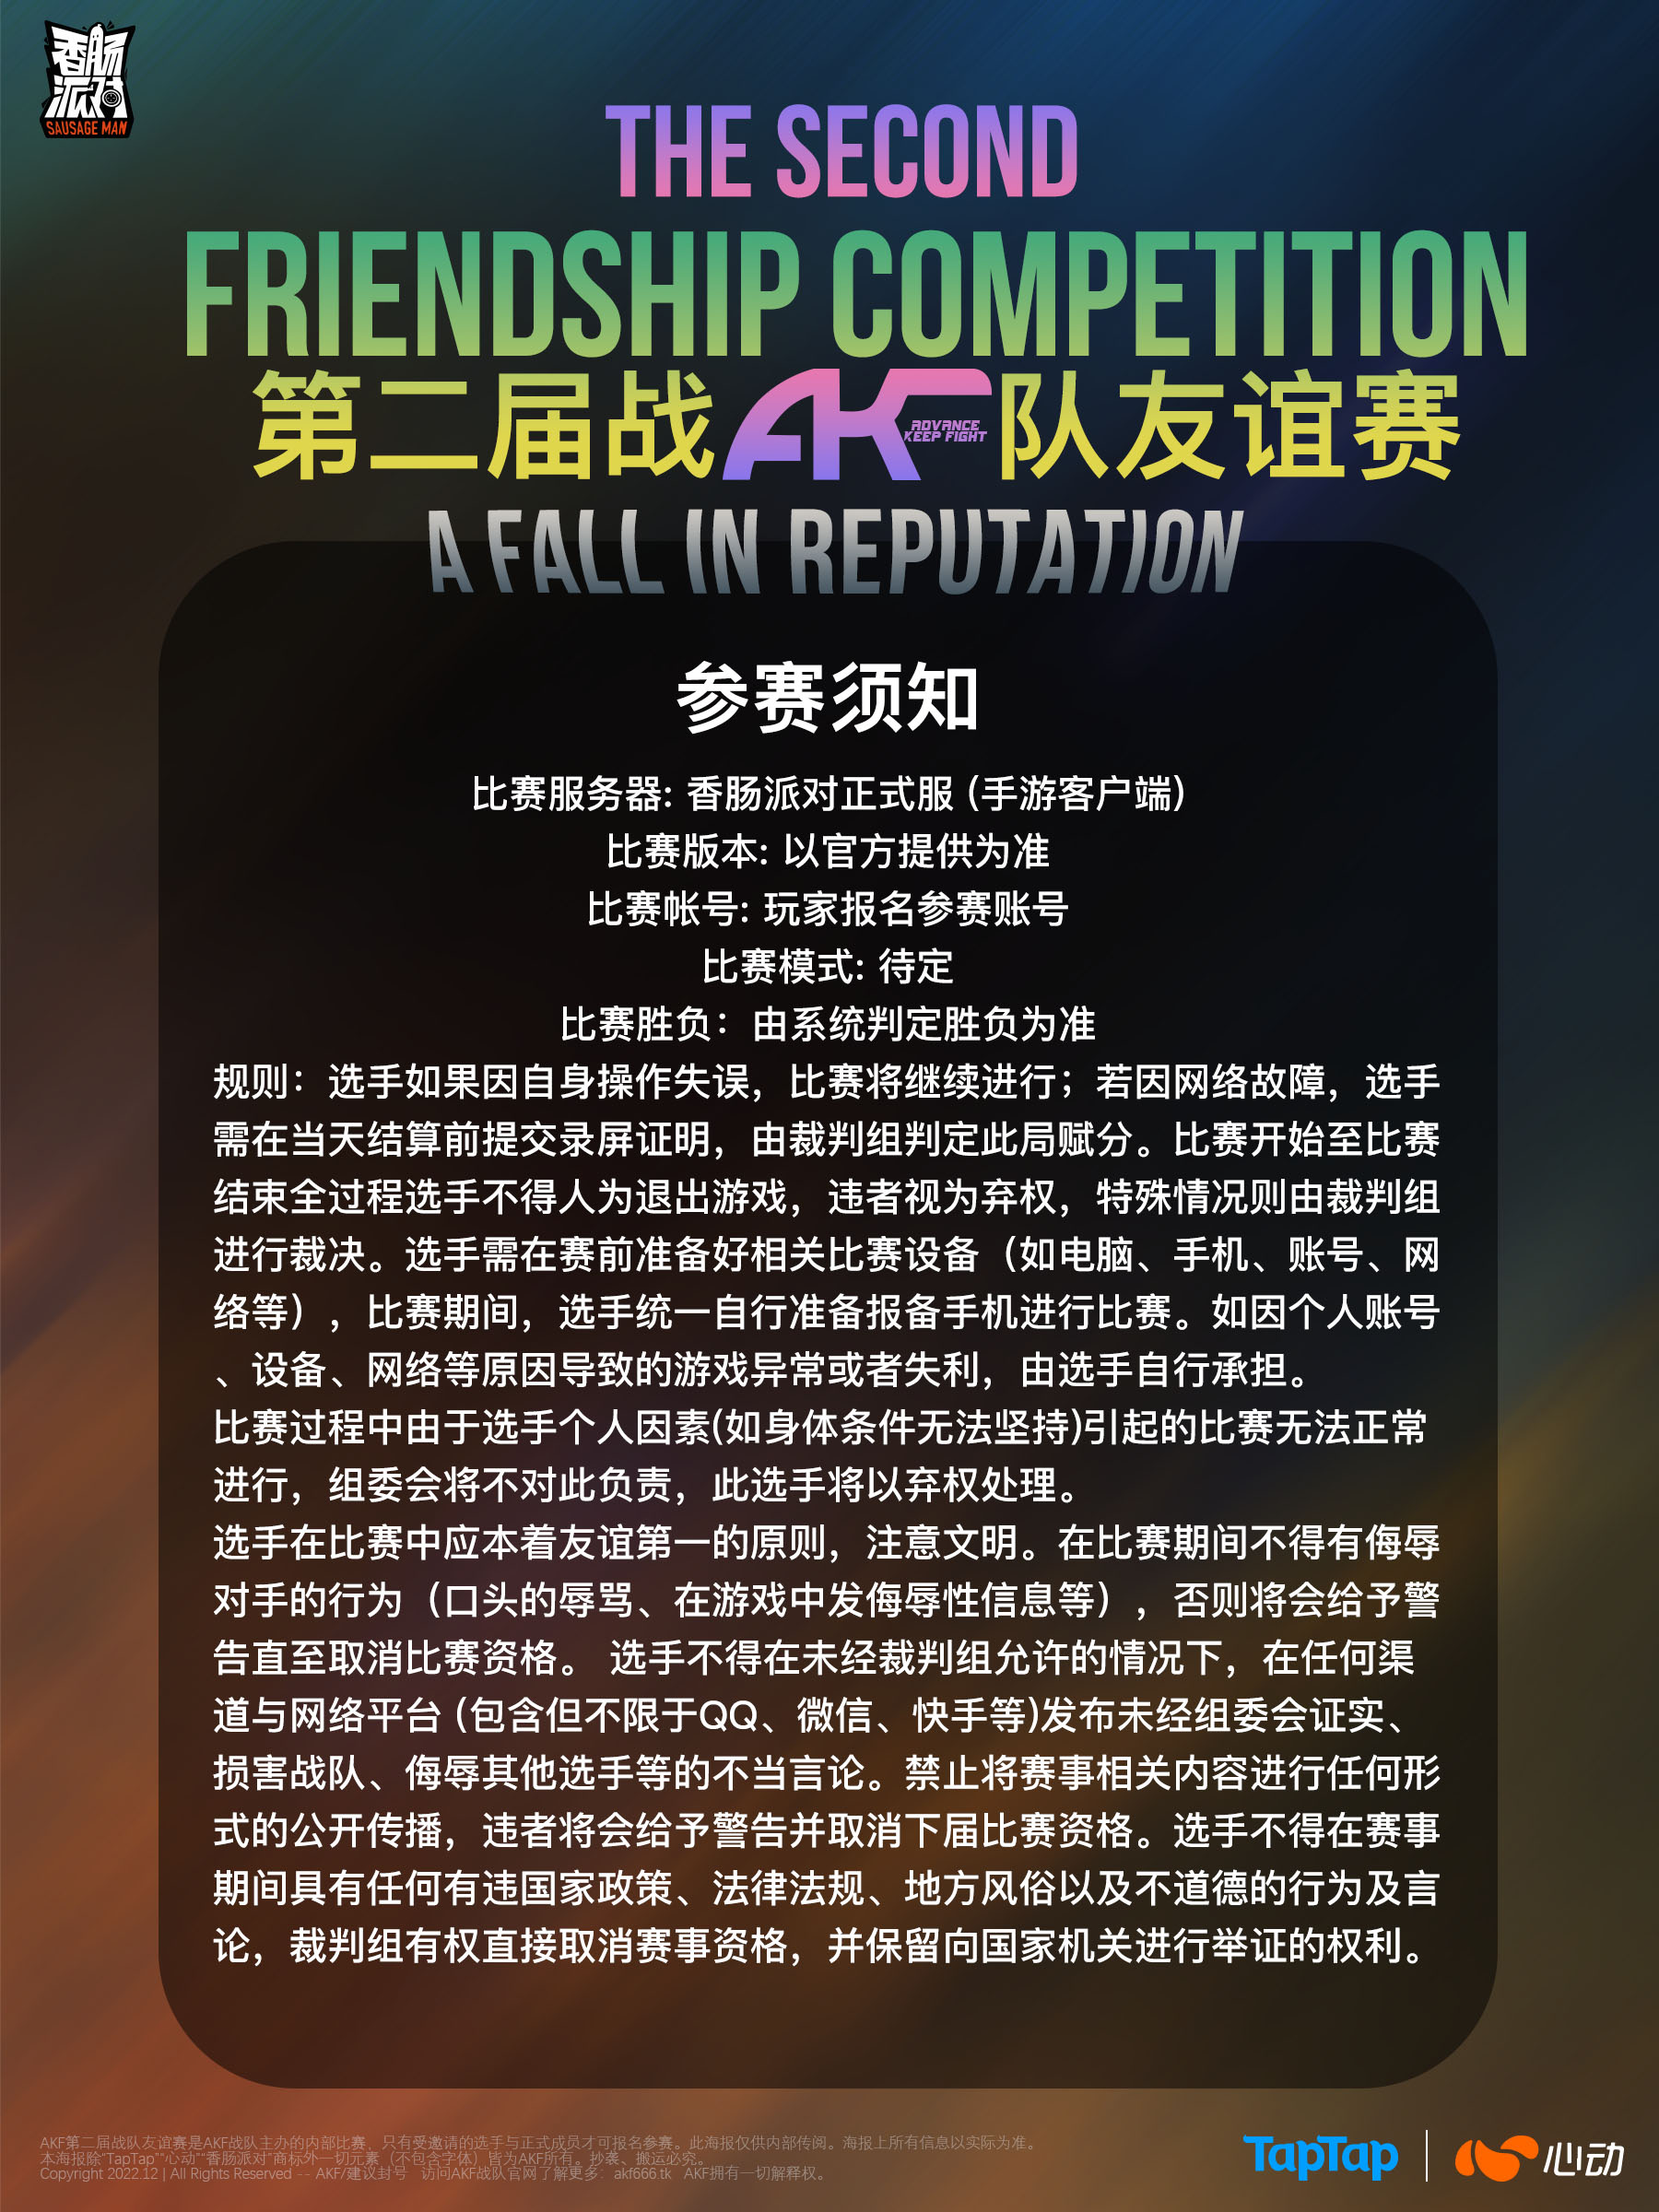 香肠
派对
SAUSAGE MAN
THE SECOND
FRIENDSHIP COMPETITION
第二届战AKF队友谊赛
ADVANCE
KEEP FIGHT
A FALL IN REPUTATION
参赛须知
比赛服务器: 香肠派对正式服 (手游客户端)
比赛版本: 以官方提供为准
比赛帐号: 玩家报名参赛账号
比赛模式: 待定
比赛胜负：由系统判定胜负为准
规则：选手如果因自身操作失误，比赛将继续进行；若因网络故障，选手
需在当天结算前提交录屏证明，由裁判组判定此局赋分。比赛开始至比赛
结束全过程选手不得人为退出游戏，违者视为弃权，特殊情况则由裁判组
进行裁决。选手需在赛前准备好相关比赛设备（如电脑、手机、账号、网
络等），比赛期间，选手统一自行准备报备手机进行比赛。如因个人账号
、设备、网络等原因导致的游戏异常或者失利，由选手自行承担。
比赛过程中由于选手个人因素(如身体条件无法坚持)引起的比赛无法正常
进行，组委会将不对此负责，此选手将以弃权处理。
选手在比赛中应本着友谊第一的原则，注意文明。在比赛期间不得有侮辱
对手的行为（口头的辱骂、在游戏中发侮辱性信息等），否则将会给予警
告直至取消比赛资格。 选手不得在未经裁判组允许的情况下，在任何渠
道与网络平台 (包含但不限于QQ、微信、快手等)发布未经组委会证实、
损害战队、侮辱其他选手等的不当言论。禁止将赛事相关内容进行任何形
式的公开传播，违者将会给予警告并取消下届比赛资格。选手不得在赛事
期间具有任何有违国家政策、法律法规、地方风俗以及不道德的行为及言
论，裁判组有权直接取消赛事资格，并保留向国家机关进行举证的权利。
AKF第二届战队友谊赛是AKF战队主办的内部比赛、只有受邀请的选手与正式成员才可报名参赛。此海报仅供内部传阅。海报上所有信息以实际为准。
本海报除“TapTap”“心动”“香肠派对”商标外一切元素（不包含字体）皆为AKF所有。抄袭、搬运必究。
Copyright 2022.12 | All Rights Reserved -- AKF/建议封号 访问AKF战队官网了解更多：akf666.tk AKF拥有一切解释权。
TapTap
心动